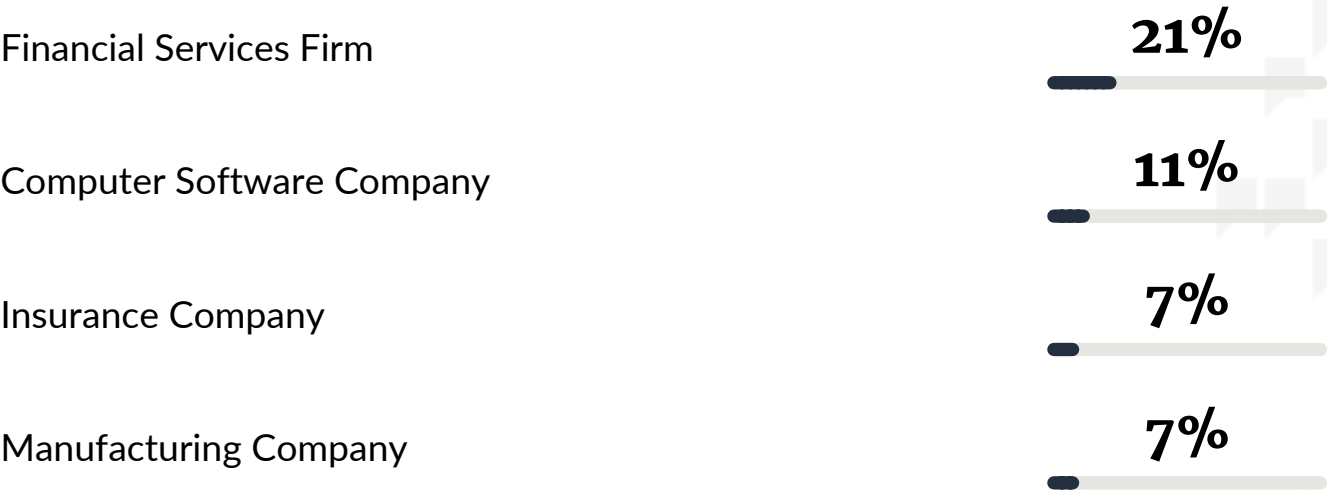 Financial Services Firm 21%
Computer Software Company 11%
Insurance Company 7%
Manufacturing Company 7%